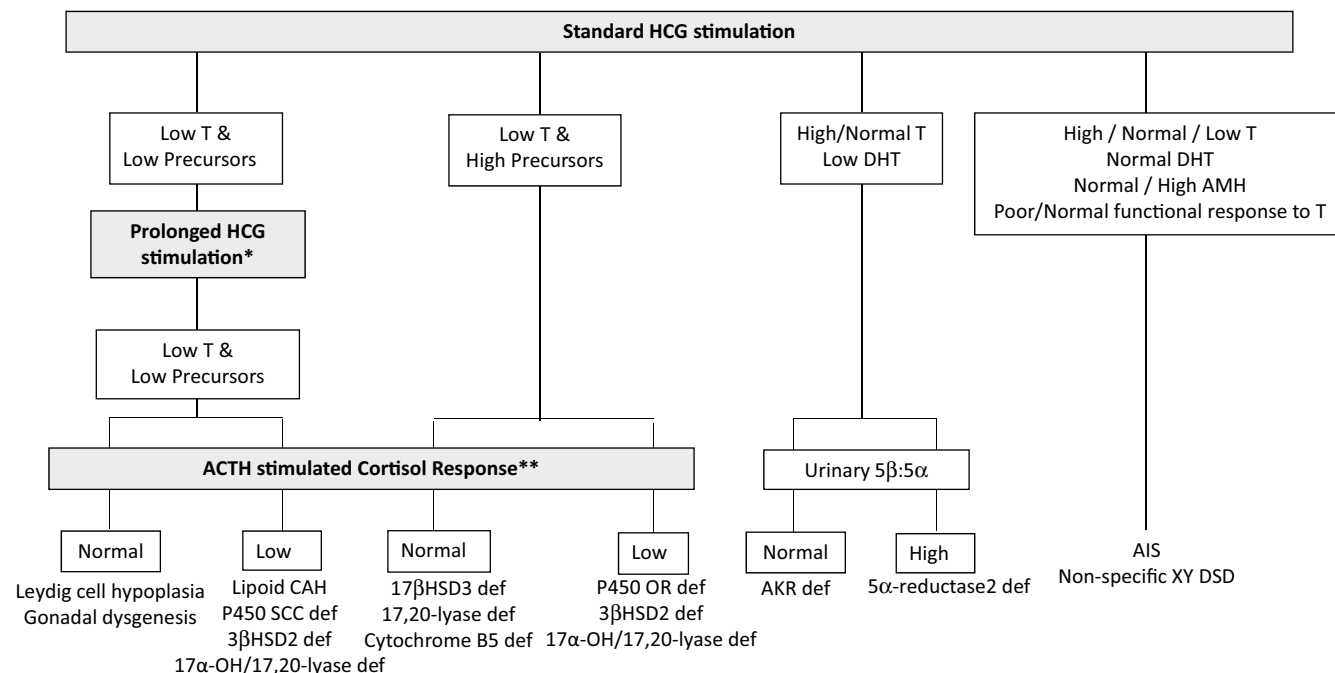 Standard HCG stimulation
Low T &
Low Precursors
Low T &
High Precursors
High/Normal T
Low DHT
High / Normal / Low T
Normal DHT
Normal / High AMH
Poor/Normal functional response to T
Prolonged HCG
stimulation*
Low T &
Low Precursors
ACTH stimulated Cortisol Response**
Urinary 5β:5α
Normal
Leydig cell hypoplasia
Gonadal dysgenesis
Low
Lipoid CAH
P450 SCC def
3βHSD2 def
17α-OH/17,20-lyase def
Normal
17βHSD3 def
17,20-lyase def
Cytochrome B5 def
Low
P450 OR def
3βHSD2 def
17α-OH/17,20-lyase def
Normal
AKR def
High
5α-reductase2 def
AIS
Non-specific XY DSD